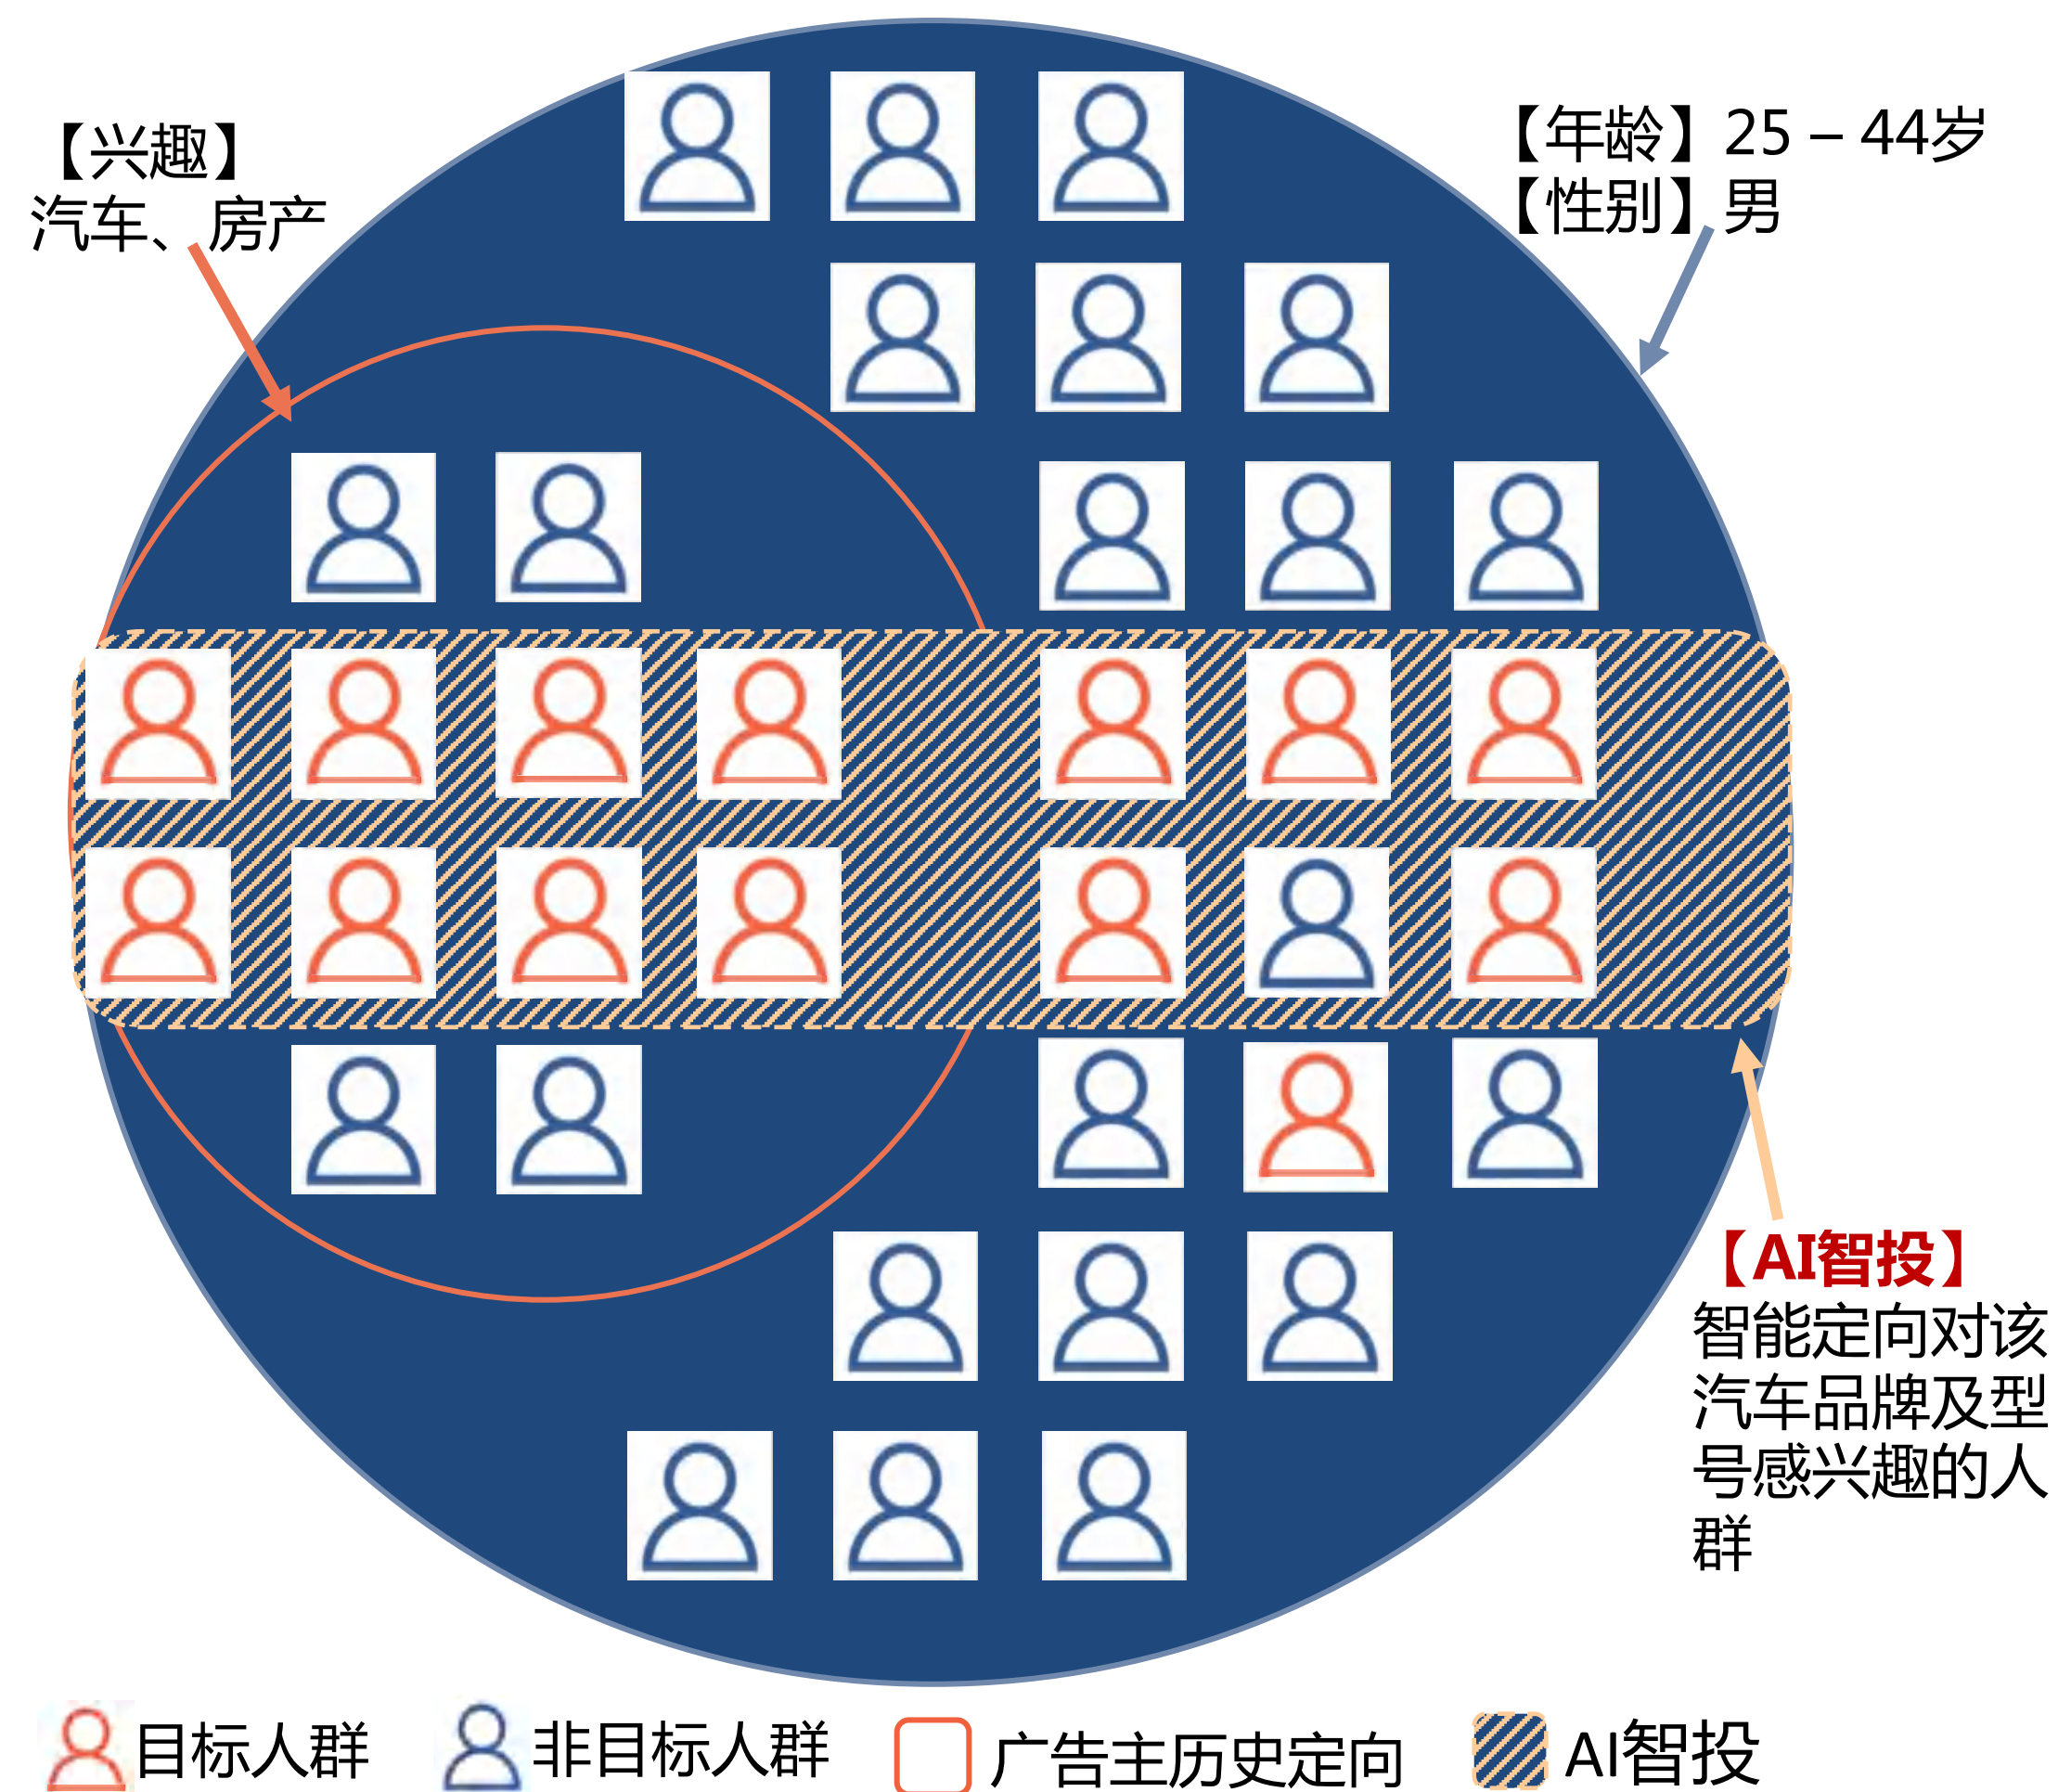 【兴趣】
汽车、房产
【年龄】25－44岁
【性别】男
【AI智投】
智能定向对该
汽车品牌及型
号感兴趣的人
群
目标人群
非目标人群
广告主历史定向
AI智投